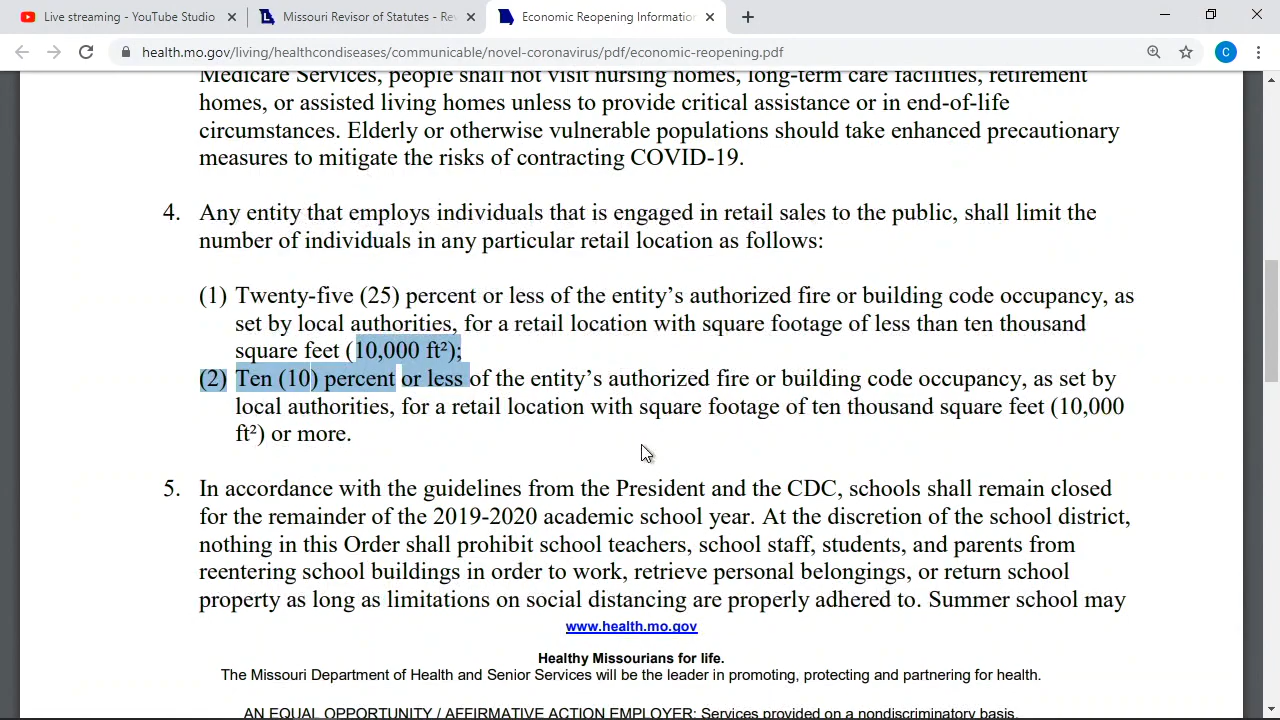 Live streaming - YouTube Studio
Missouri Revisor of Statutes - Re
Economic Reopening Information
health.mo.gov/living/healthcondiseases/communicable/novel-coronavirus/pdf/economic-reopening.pdf
C
Medicare Services, people shall not visit nursing homes, long-term care facilities, retirement
homes, or assisted living homes unless to provide critical assistance or in end-of-life
circumstances. Elderly or otherwise vulnerable populations should take enhanced precautionary
measures to mitigate the risks of contracting COVID-19.
4. Any entity that employs individuals that is engaged in retail sales to the public, shall limit the
number of individuals in any particular retail location as follows:
(1) Twenty-five (25) percent or less of the entity’s authorized fire or building code occupancy, as
set by local authorities, for a retail location with square footage of less than ten thousand
square feet (10,000 ft²);
(2) Ten (10) percent or less of the entity’s authorized fire or building code occupancy, as set by
local authorities, for a retail location with square footage of ten thousand square feet (10,000
ft²) or more.
5. In accordance with the guidelines from the President and the CDC, schools shall remain closed
for the remainder of the 2019-2020 academic school year. At the discretion of the school district,
nothing in this Order shall prohibit school teachers, school staff, students, and parents from
reentering school buildings in order to work, retrieve personal belongings, or return school
property as long as limitations on social distancing are properly adhered to. Summer school may
www.health.mo.gov
Healthy Missourians for life.
The Missouri Department of Health and Senior Services will be the leader in promoting, protecting and partnering for health.
AN EQUAL OPPORTUNITY / AFFIRMATIVE ACTION EMPLOYER: Services provided on a nondiscriminatory basis.